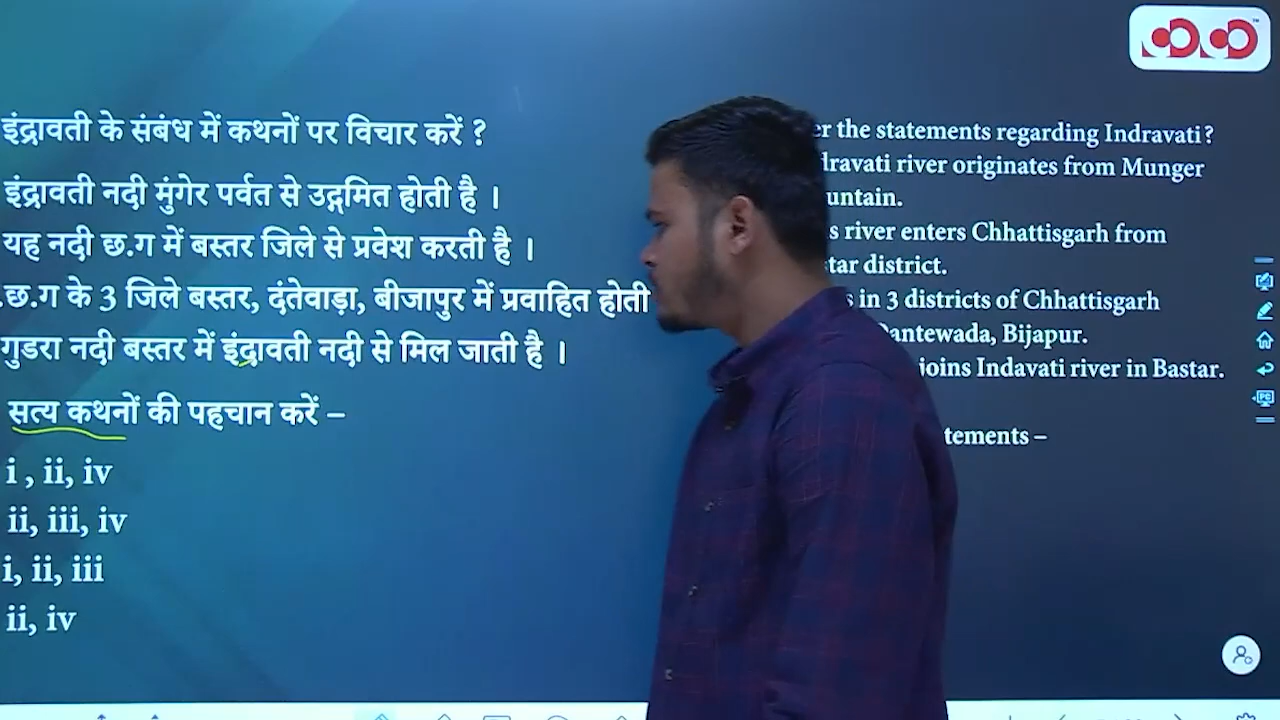 इंद्रावती के संबंध में कथनों पर विचार करें ?
इंद्रावती नदी मुंगेर पर्वत से उद्गमित होती है ।
यह नदी छ.ग में बस्तर जिले से प्रवेश करती है ।
छ.ग के 3 जिले बस्तर, दंतेवाड़ा, बीजापुर में प्रवाहित होती
गुडरा नदी बस्तर में इंद्रावती नदी से मिल जाती है ।
सत्य कथनों की पहचान करें –
i , ii, iv
ii, iii, iv
i, ii, iii
ii, iv
er the statements regarding Indravati?
dravati river originates from Munger
untain.
s river enters Chhattisgarh from
tar district.
s in 3 districts of Chhattisgarh
Dantewada, Bijapur.
joins Indavati river in Bastar.
tements –
PC